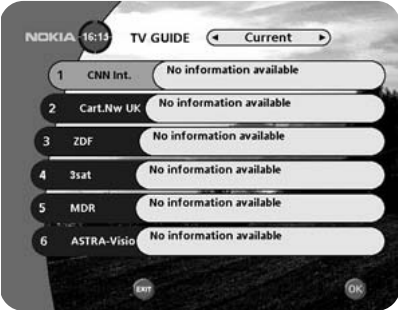 NOKIA 16:13 TV GUIDE Current
1 CNN Int. No information available
2 Cart.Nw UK No information available
3 ZDF No information available
4 3sat No information available
5 MDR No information available
6 ASTRA-Visio No information available
EXIT OK